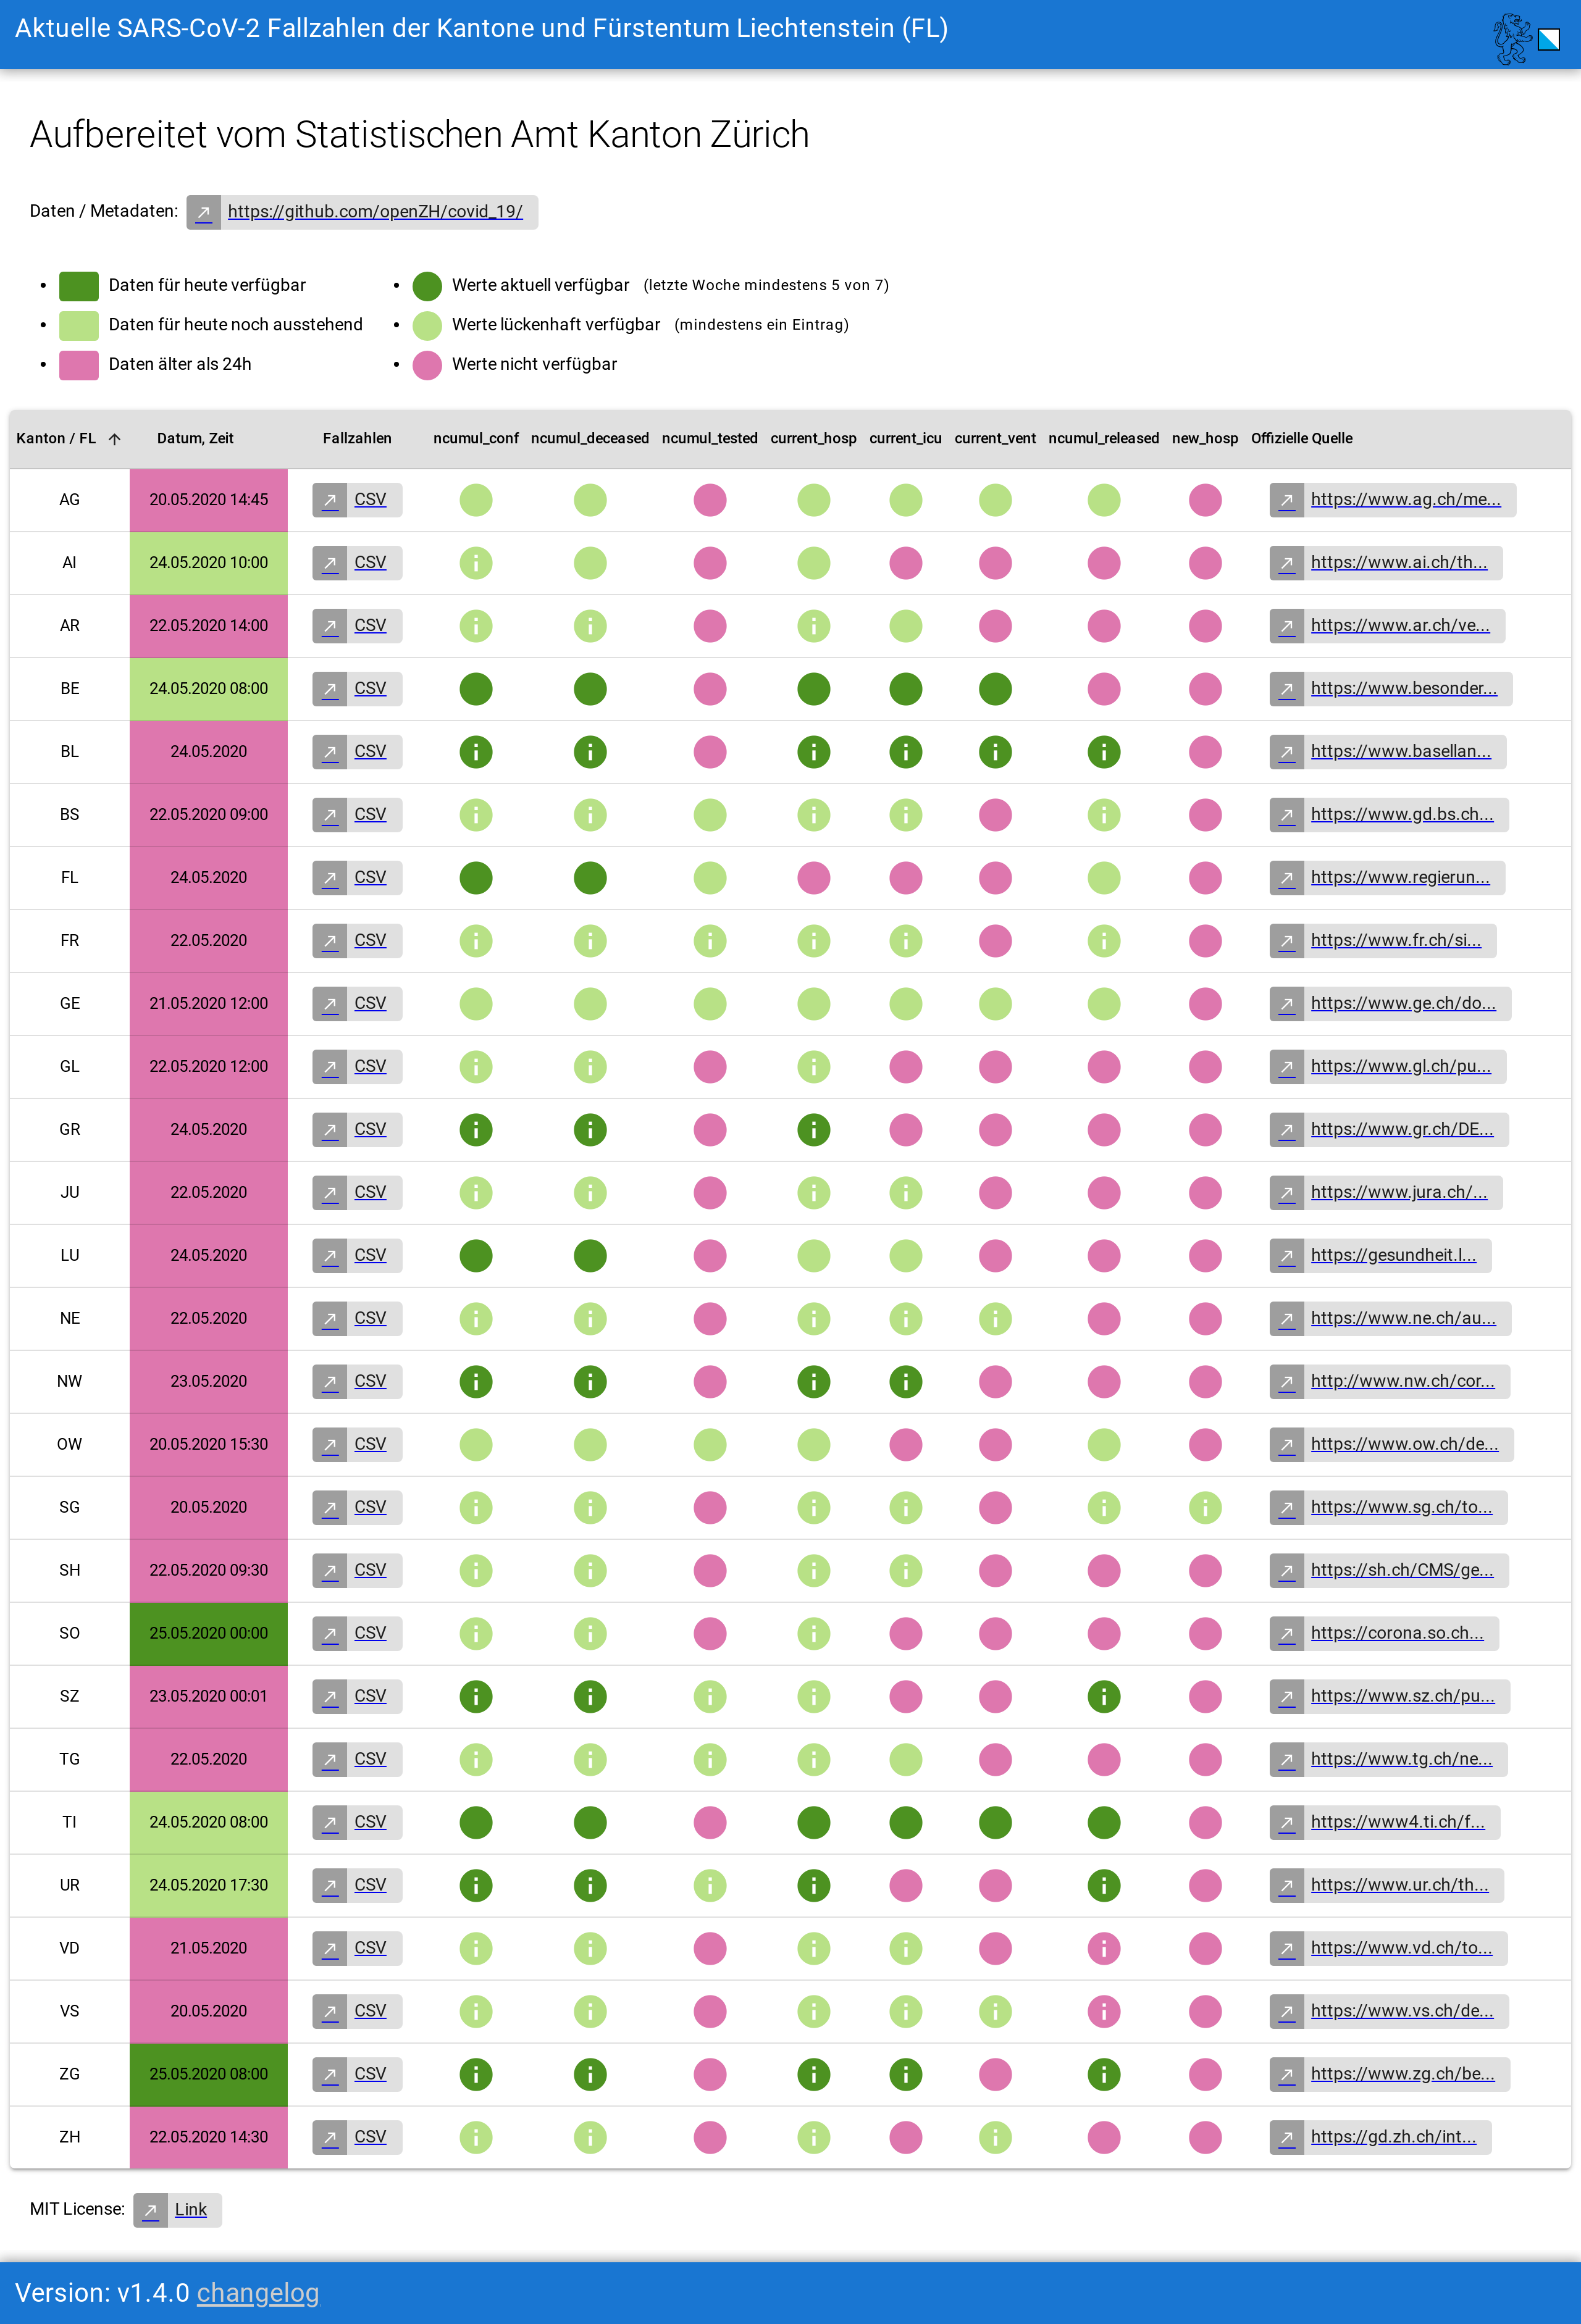 Aktuelle SARS-CoV-2 Fallzahlen der Kantone und Fürstentum Liechtenstein (FL)
Aufbereitet vom Statistischen Amt Kanton Zürich
Daten / Metadaten: https://github.com/openZH/covid_19/
Daten für heute verfügbar
Daten für heute noch ausstehend
Daten älter als 24h
Werte aktuell verfügbar (letzte Woche mindestens 5 von 7)
Werte lückenhaft verfügbar (mindestens ein Eintrag)
Werte nicht verfügbar
Kanton / FL Datum, Zeit Fallzahlen ncumul_conf ncumul_deceased ncumul_tested current_hosp current_icu current_vent ncumul_released new_hosp Offizielle Quelle
AG 20.05.2020 14:45 CSV https://www.ag.ch/me...
AI 24.05.2020 10:00 CSV i https://www.ai.ch/th...
AR 22.05.2020 14:00 CSV i i i https://www.ar.ch/ve...
BE 24.05.2020 08:00 CSV https://www.besonder...
BL 24.05.2020 CSV i i i i i i https://www.basellan...
BS 22.05.2020 09:00 CSV i i i i i https://www.gd.bs.ch...
FL 24.05.2020 CSV https://www.regierun...
FR 22.05.2020 CSV i i i i i i https://www.fr.ch/si...
GE 21.05.2020 12:00 CSV https://www.ge.ch/do...
GL 22.05.2020 12:00 CSV i i i https://www.gl.ch/pu...
GR 24.05.2020 CSV i i i https://www.gr.ch/DE...
JU 22.05.2020 CSV i i i i https://www.jura.ch/...
LU 24.05.2020 CSV https://gesundheit.l...
NE 22.05.2020 CSV i i i i i https://www.ne.ch/au...
NW 23.05.2020 CSV i i i i http://www.nw.ch/cor...
OW 20.05.2020 15:30 CSV https://www.ow.ch/de...
SG 20.05.2020 CSV i i i i i i https://www.sg.ch/to...
SH 22.05.2020 09:30 CSV i i i i https://sh.ch/CMS/ge...
SO 25.05.2020 00:00 CSV i i i https://corona.so.ch...
SZ 23.05.2020 00:01 CSV i i i i i https://www.sz.ch/pu...
TG 22.05.2020 CSV i i i i https://www.tg.ch/ne...
TI 24.05.2020 08:00 CSV https://www4.ti.ch/f...
UR 24.05.2020 17:30 CSV i i i i i https://www.ur.ch/th...
VD 21.05.2020 CSV i i i i i https://www.vd.ch/to...
VS 20.05.2020 CSV i i i i i i https://www.vs.ch/de...
ZG 25.05.2020 08:00 CSV i i i i i https://www.zg.ch/be...
ZH 22.05.2020 14:30 CSV i i i i https://gd.zh.ch/int...
MIT License: Link
Version: v1.4.0 changelog